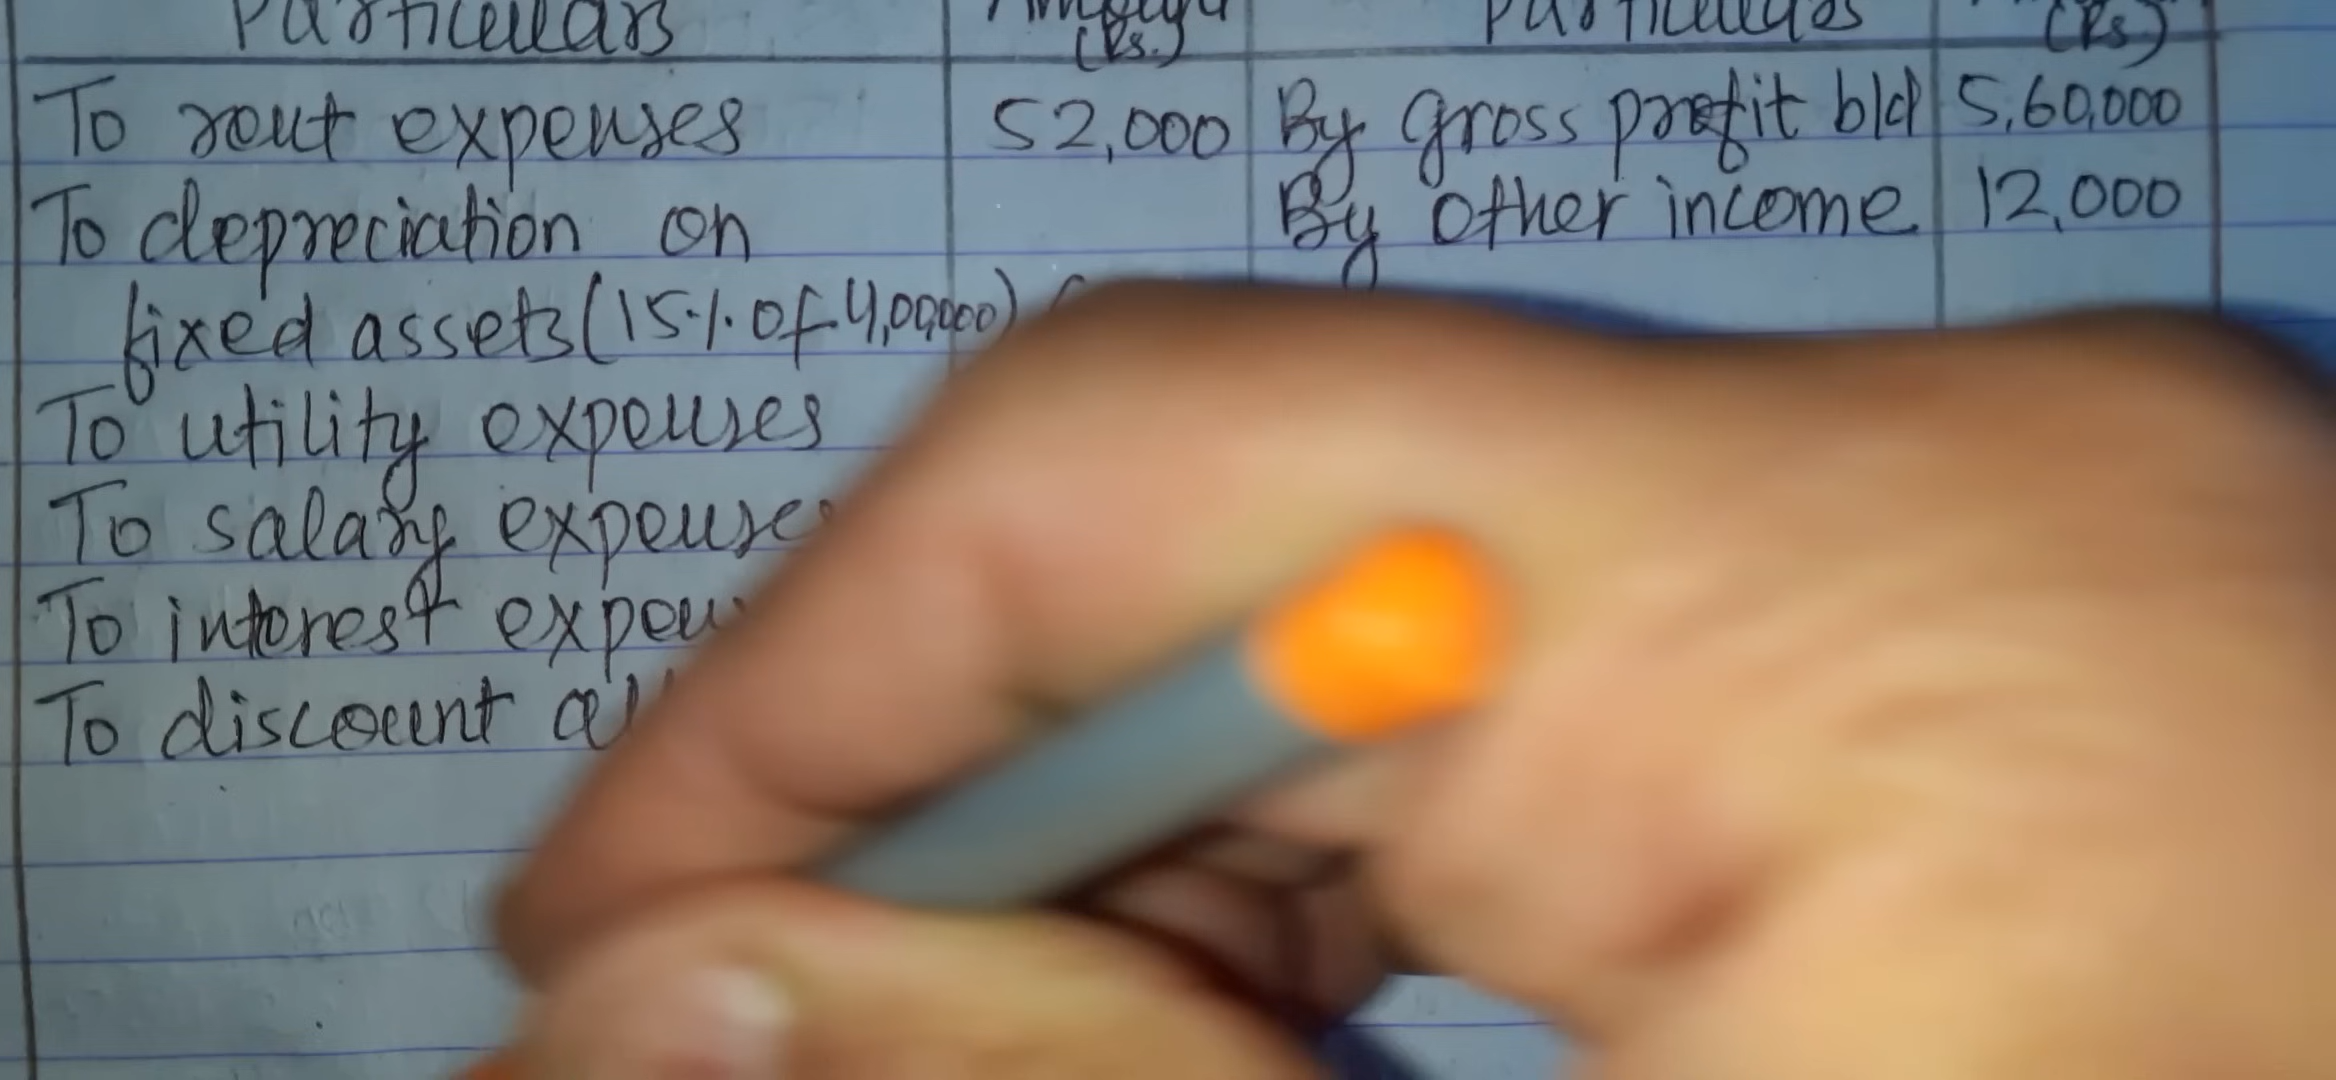 Particulars (Rs.) Particulars (Rs)
To rent expenses 52,000 By gross profit b/d 5,60,000
To depreciation on By other income 12,000
fixed assets (15% of 4,00,000)
To utility expenses
To salary expenses
To interest
To discount